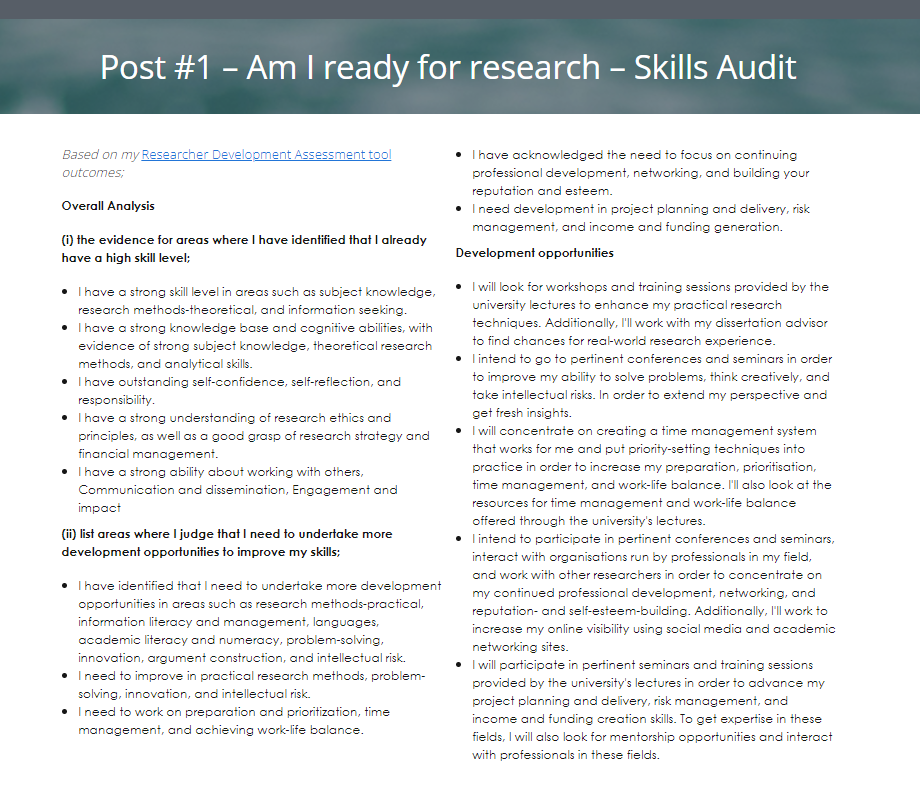 Post #1 – Am I ready for research – Skills Audit
Based on my Researcher Development Assessment tool
outcomes;
Overall Analysis
(i) the evidence for areas where I have identified that I already
have a high skill level;
• I have a strong skill level in areas such as subject knowledge,
research methods-theoretical, and information seeking.
• I have a strong knowledge base and cognitive abilities, with
evidence of strong subject knowledge, theoretical research
methods, and analytical skills.
• I have outstanding self-confidence, self-reflection, and
responsibility.
• I have a strong understanding of research ethics and
principles, as well as a good grasp of research strategy and
financial management.
• I have a strong ability about working with others,
Communication and dissemination, Engagement and
impact
(ii) list areas where I judge that I need to undertake more
development opportunities to improve my skills;
• I have identified that I need to undertake more development
opportunities in areas such as research methods-practical,
information literacy and management, languages,
academic literacy and numeracy, problem-solving,
innovation, argument construction, and intellectual risk.
• I need to improve in practical research methods, problem-
solving, innovation, and intellectual risk.
• I need to work on preparation and prioritization, time
management, and achieving work-life balance.
• I have acknowledged the need to focus on continuing
professional development, networking, and building your
reputation and esteem.
• I need development in project planning and delivery, risk
management, and income and funding generation.
Development opportunities
• I will look for workshops and training sessions provided by the
university lectures to enhance my practical research
techniques. Additionally, I'll work with my dissertation advisor
to find chances for real-world research experience.
• I intend to go to pertinent conferences and seminars in order
to improve my ability to solve problems, think creatively, and
take intellectual risks. In order to extend my perspective and
get fresh insights.
• I will concentrate on creating a time management system
that works for me and put priority-setting techniques into
practice in order to increase my preparation, prioritisation,
time management, and work-life balance. I'll also look at the
resources for time management and work-life balance
offered through the university's lectures.
• I intend to participate in pertinent conferences and seminars,
interact with organisations run by professionals in my field,
and work with other researchers in order to concentrate on
my continued professional development, networking, and
reputation- and self-esteem-building. Additionally, I'll work to
increase my online visibility using social media and academic
networking sites.
• I will participate in pertinent seminars and training sessions
provided by the university's lectures in order to advance my
project planning and delivery, risk management, and
income and funding creation skills. To get expertise in these
fields, I will also look for mentorship opportunities and interact
with professionals in these fields.